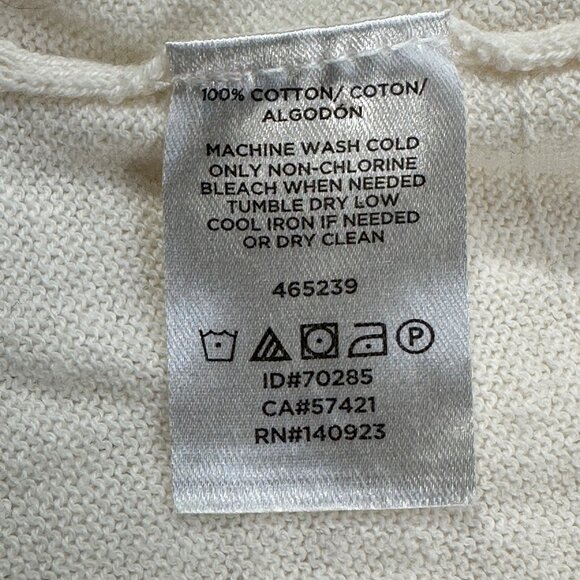 100% COTTON/ COTON/
ALGODÓN
MACHINE WASH COLD
ONLY NON-CHLORINE
BLEACH WHEN NEEDED
TUMBLE DRY LOW
COOL IRON IF NEEDED
OR DRY CLEAN
465239
P
ID#70285
CA#57421
RN#140923